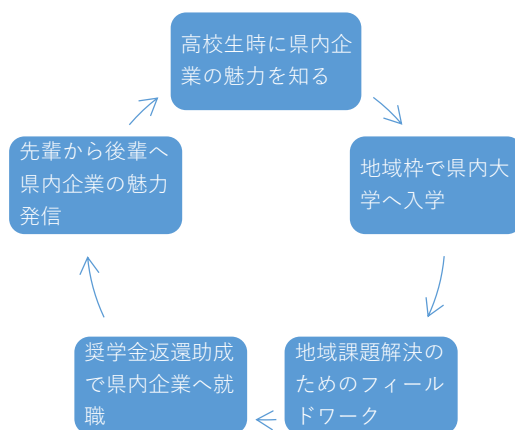 高校生時に県内企
業の魅力を知る
地域枠で県内大
学へ入学
地域課題解決の
ためのフィール
ドワーク
奨学金返還助成
で県内企業へ就
職
先輩から後輩へ
県内企業の魅力
発信